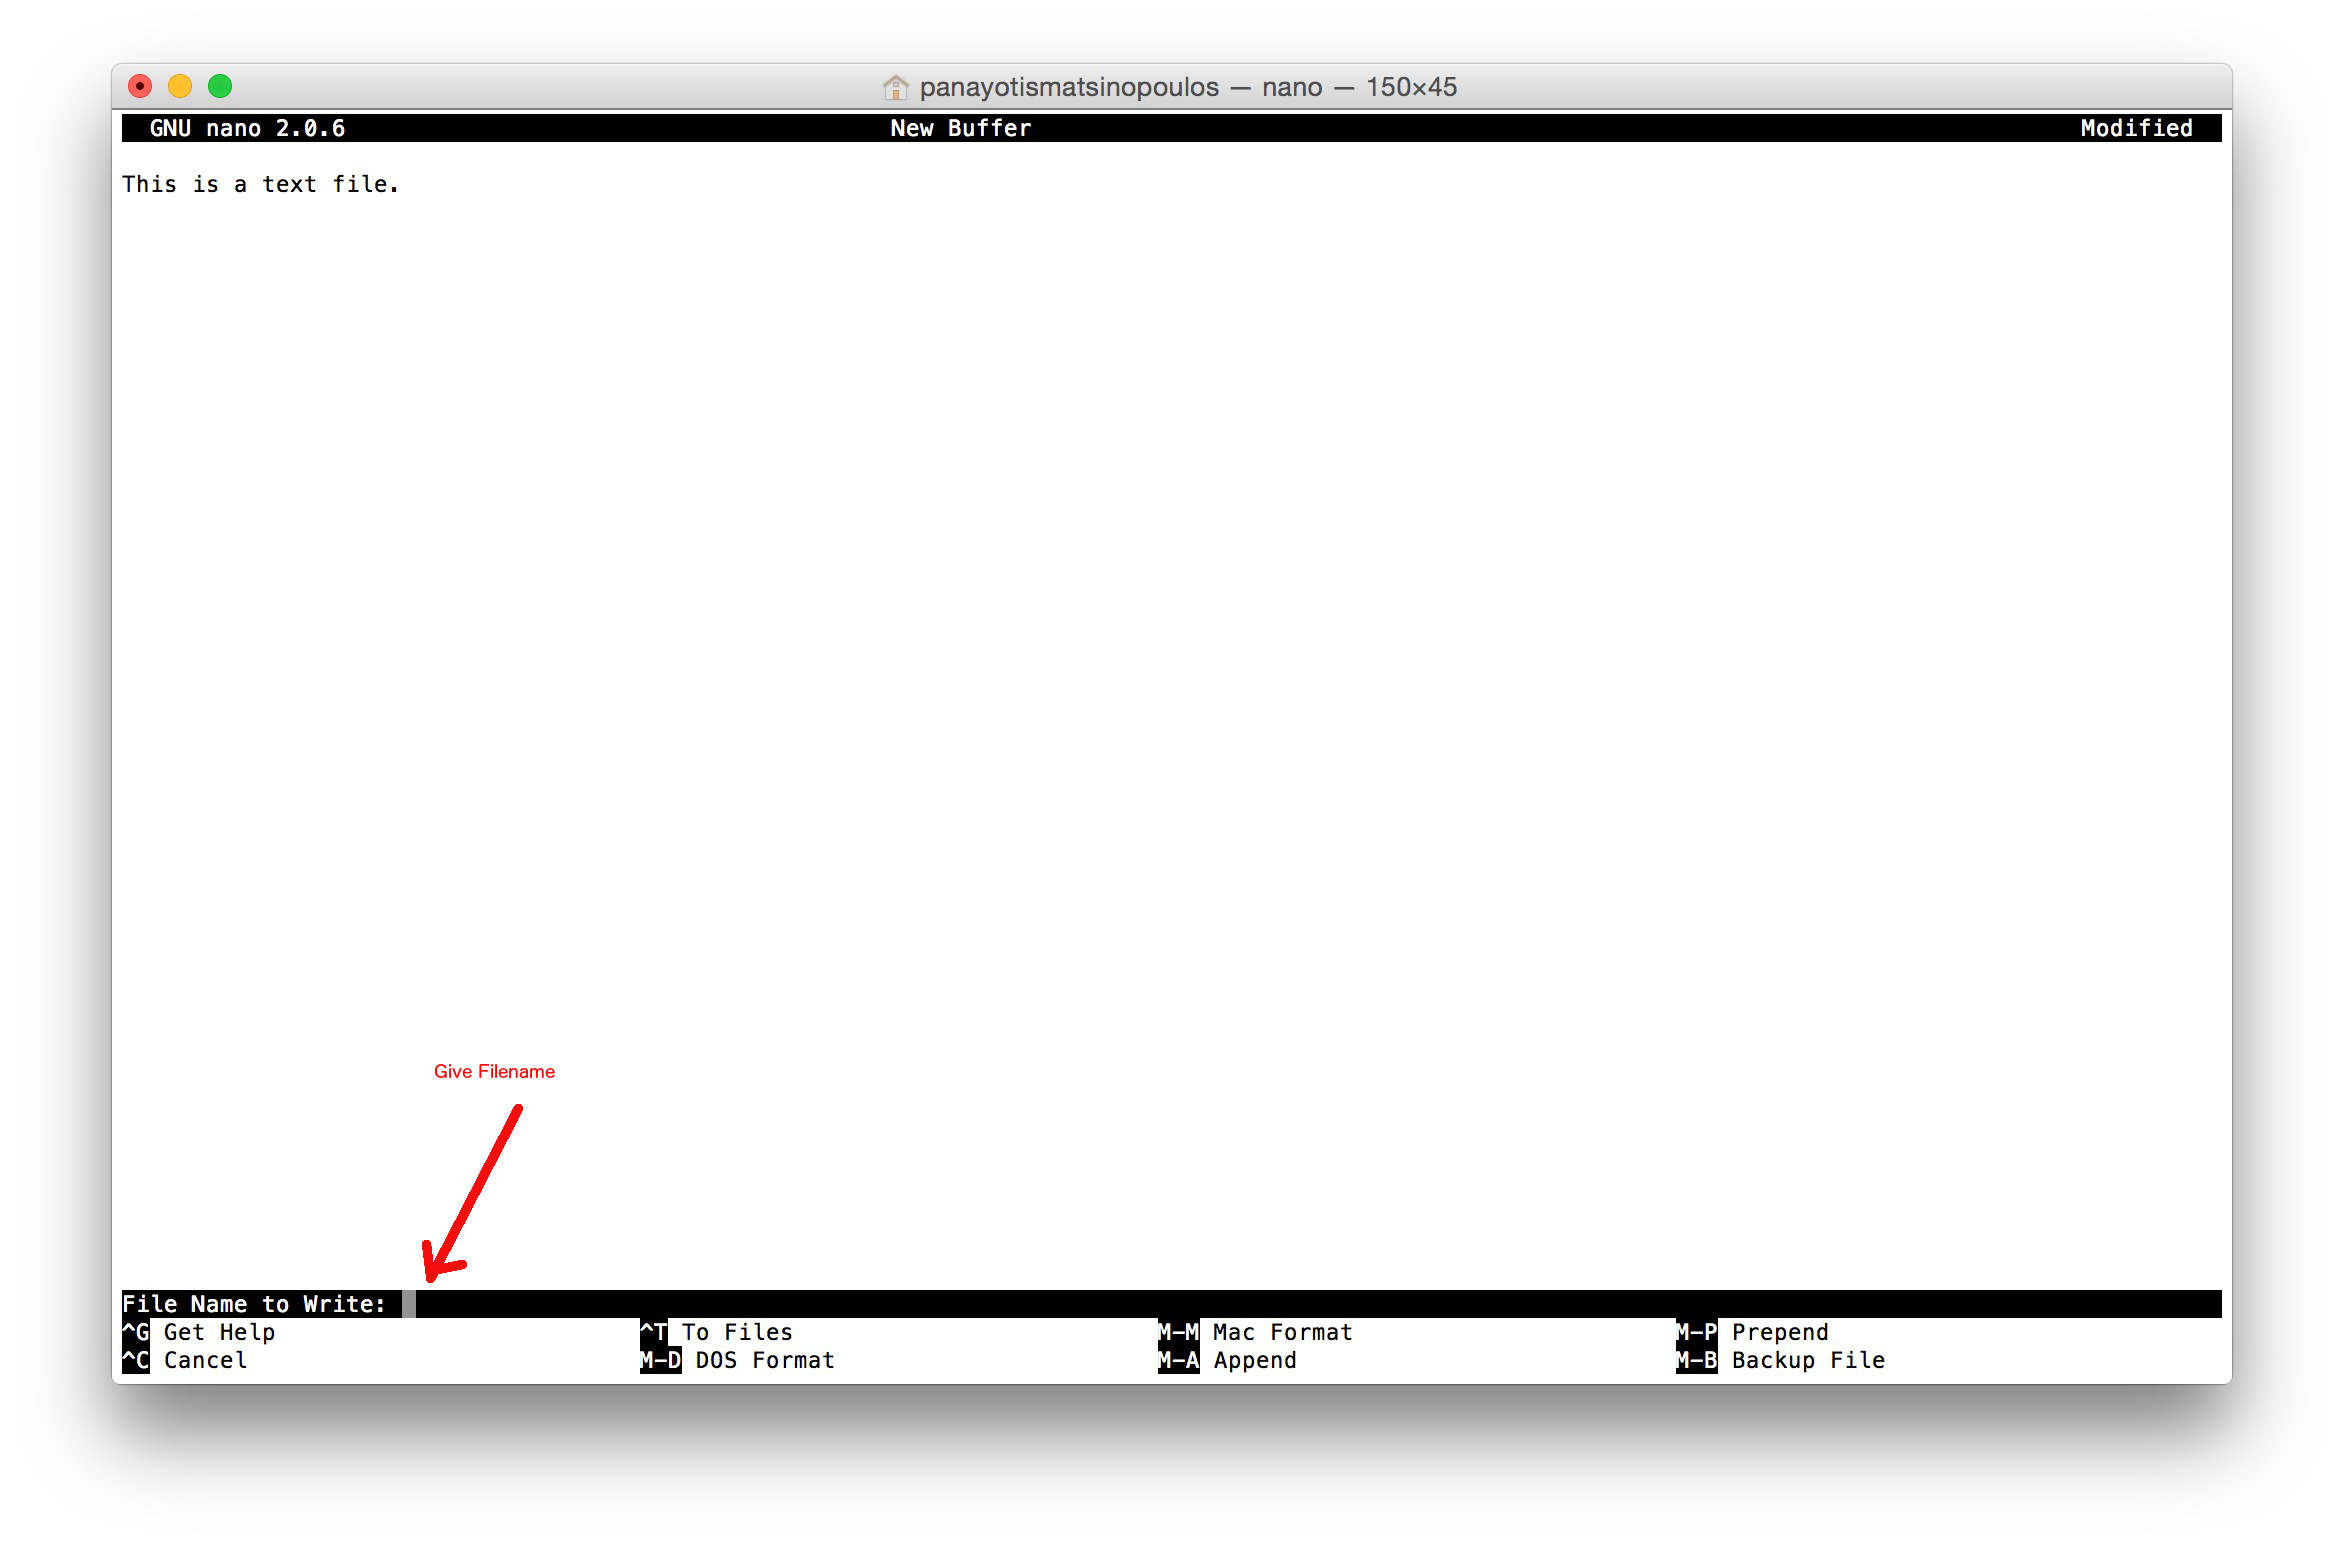 panayotismatsinopoulos — nano — 150×45
GNU nano 2.0.6 New Buffer Modified
This is a text file.
Give Filename
File Name to Write:
^G Get Help ^T To Files M-M Mac Format M-P Prepend
^C Cancel M-D DOS Format M-A Append M-B Backup File